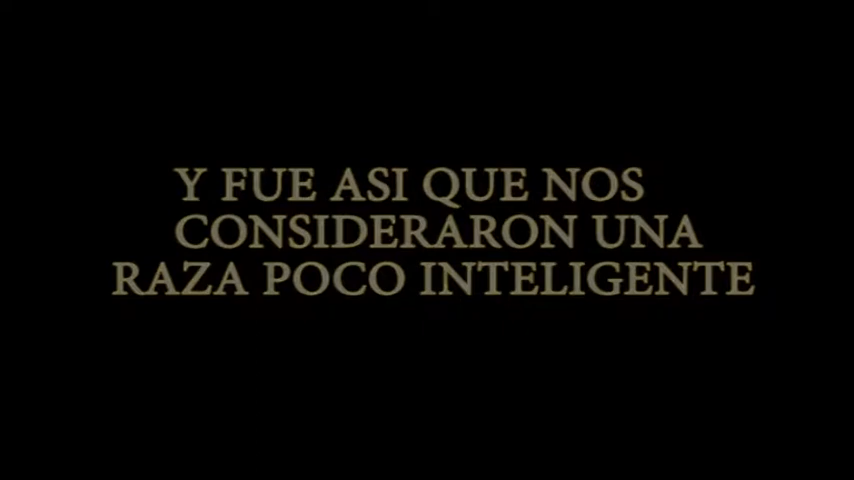 Y FUE ASI QUE NOS
CONSIDERARON UNA
RAZA POCO INTELIGENTE